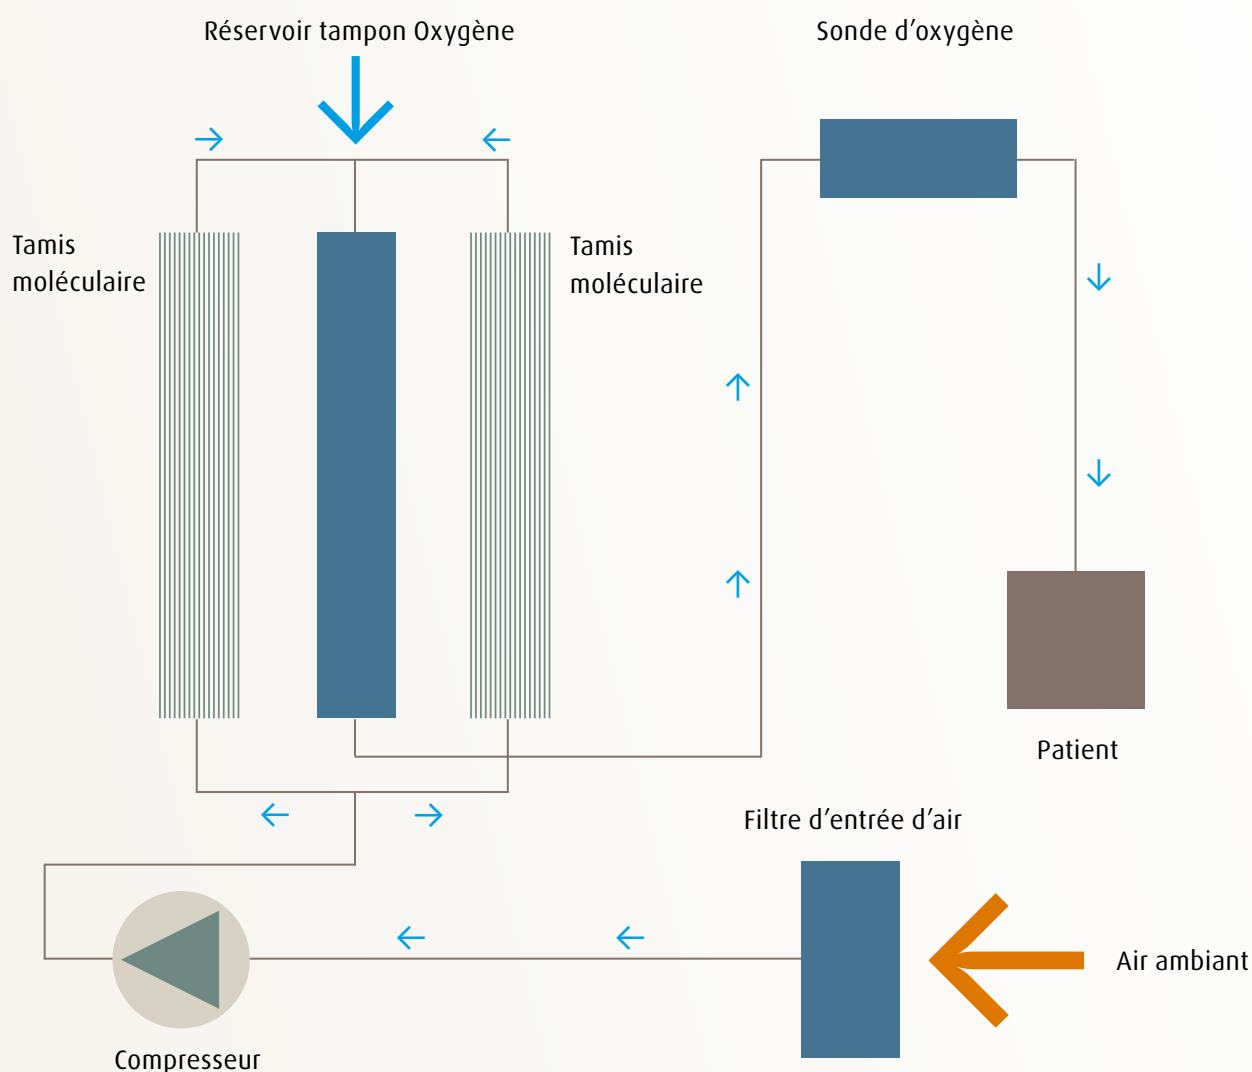 Réservoir tampon Oxygène
Sonde d’oxygène
Tamis
moléculaire
Tamis
moléculaire
Patient
Filtre d’entrée d’air
Air ambiant
Compresseur